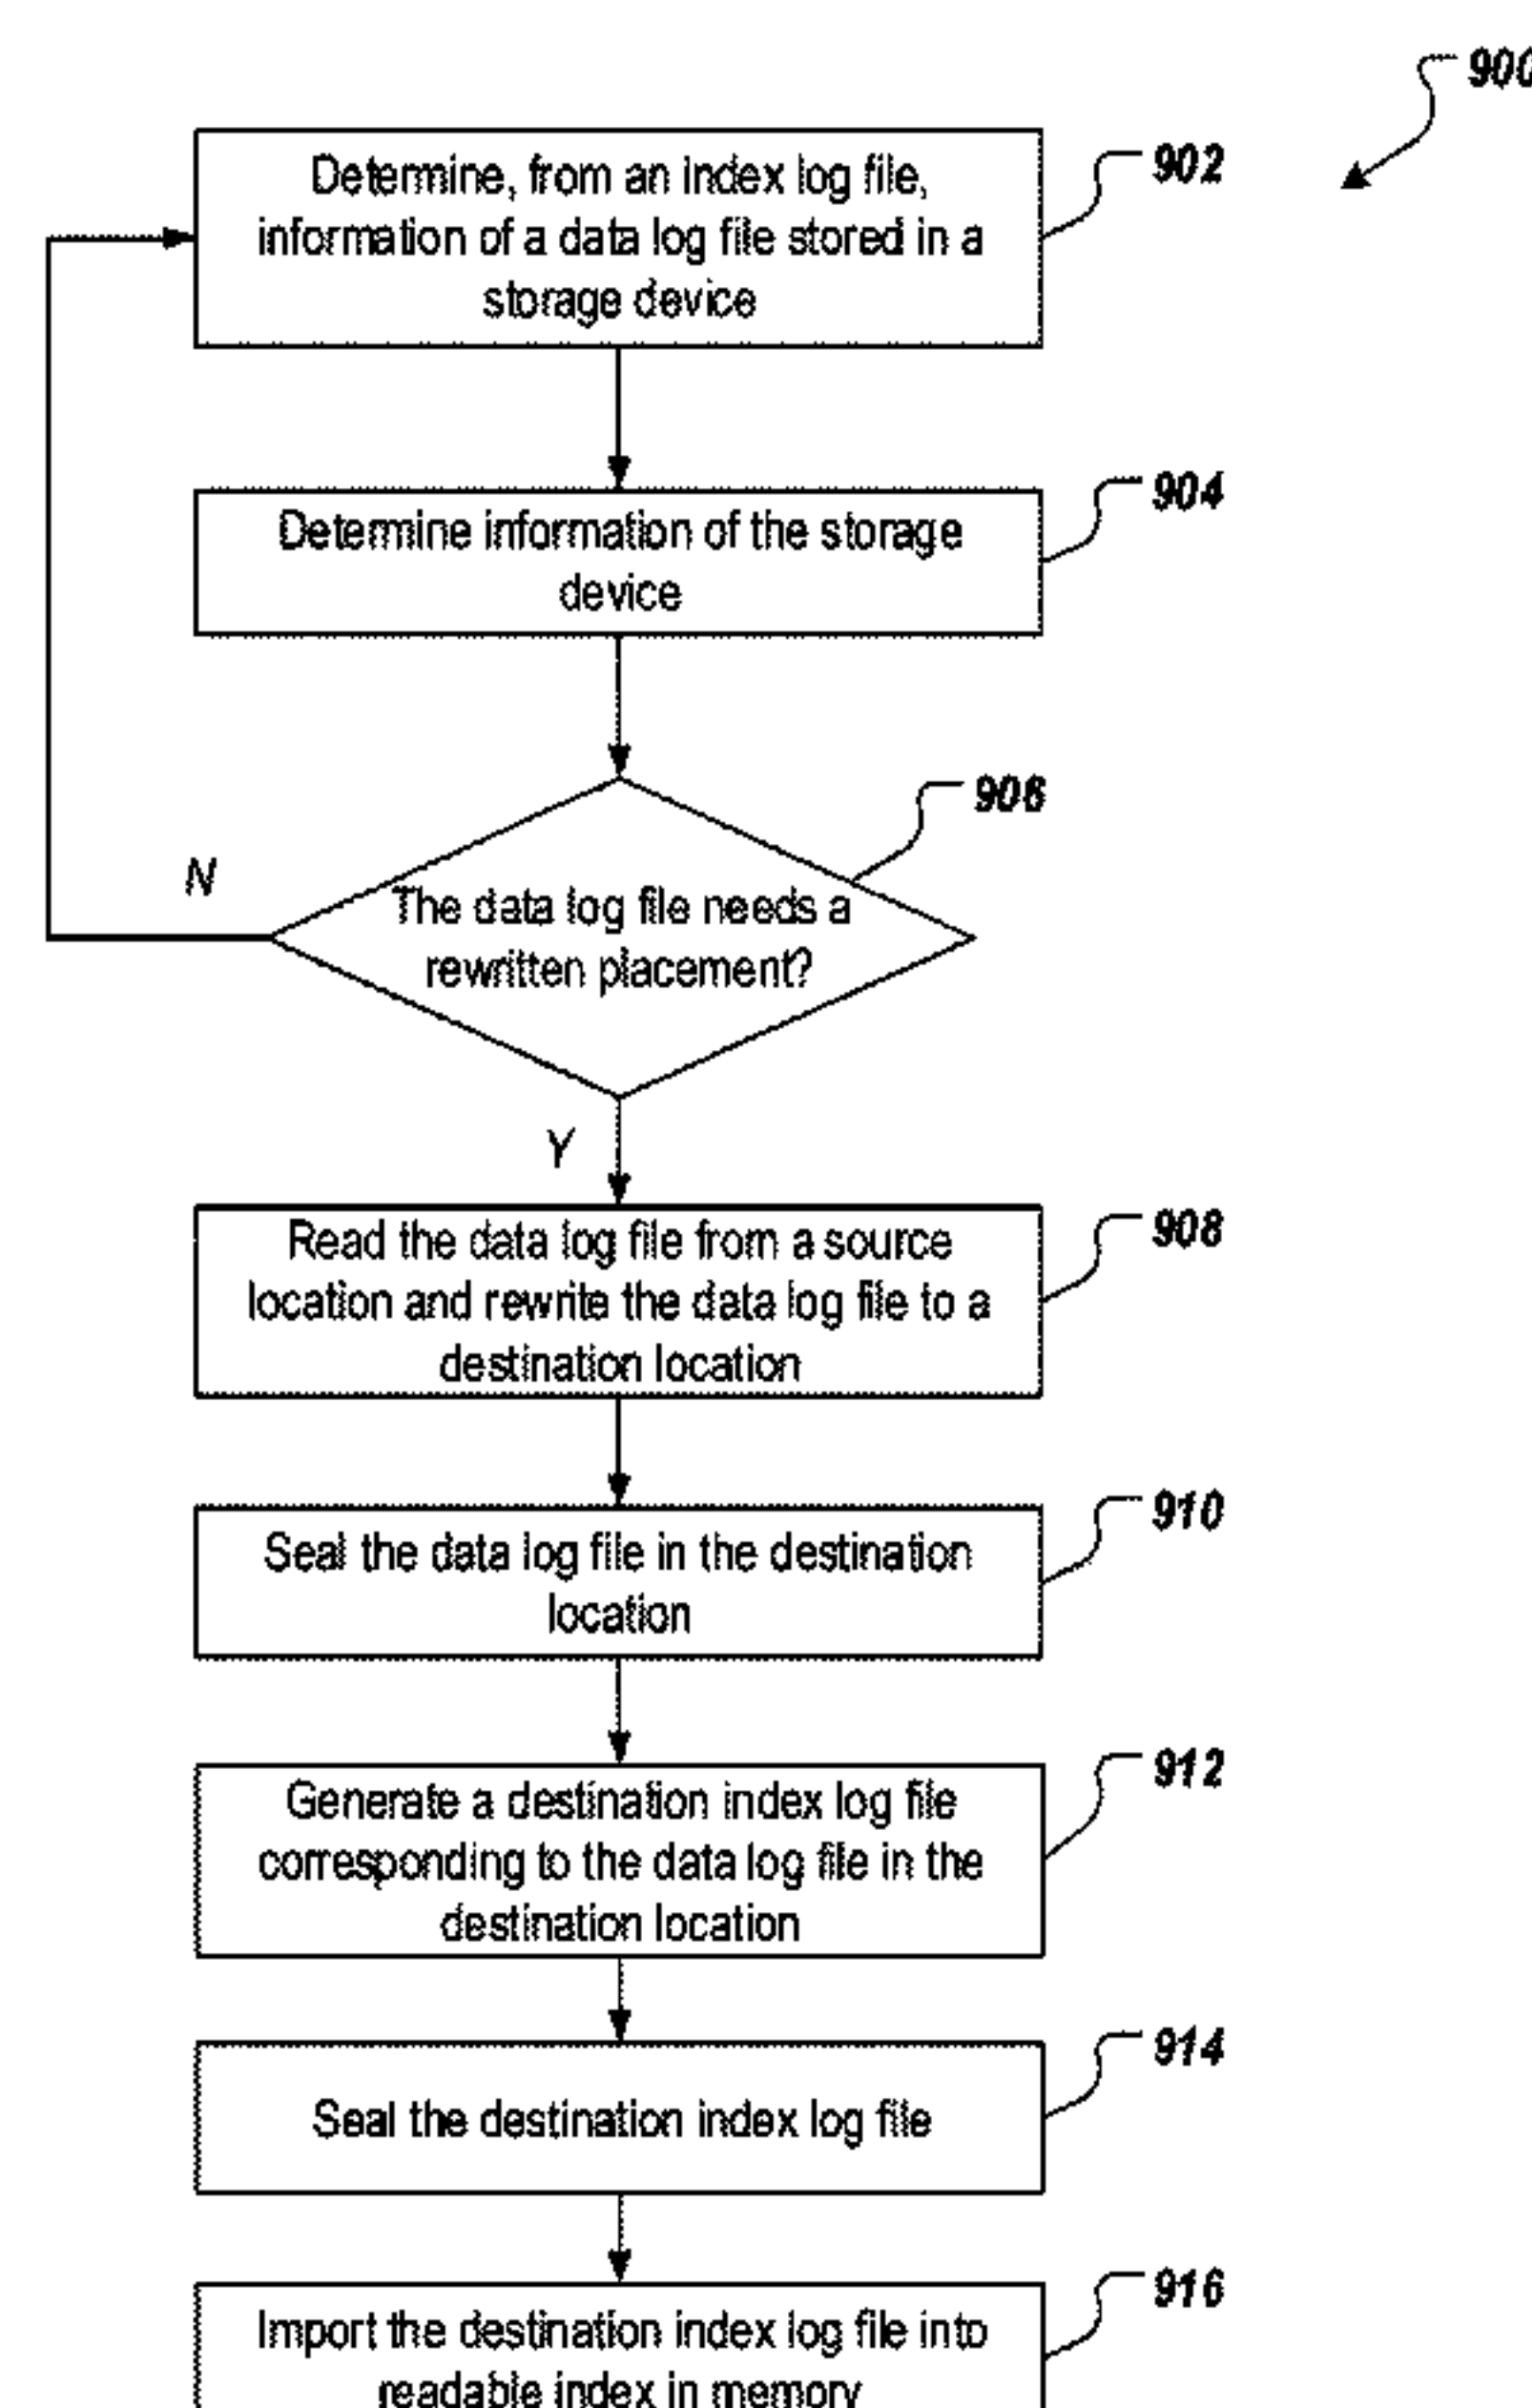 900
902
Determine, from an index log file,
information of a data log file stored in a
storage device
904
Determine information of the storage
device
906
N
The data log file needs a
rewritten placement?
Y
908
Read the data log file from a source
location and rewrite the data log file to a
destination location
910
Seal the data log file in the destination
location
912
Generate a destination index log file
corresponding to the data log file in the
destination location
914
Seal the destination index log file
916
Import the destination index log file into
readable index in memory